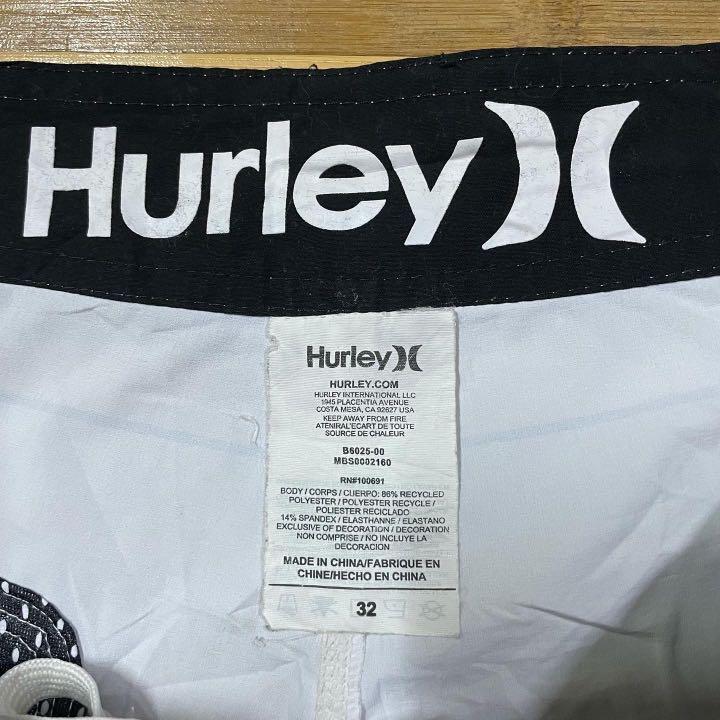 Hurley
Hurley
HURLEY.COM
HURLEY INTERNATIONAL LLC
1945 PLACENTIA AVENUE
COSTA MESA, CA 92627 USA
KEEP AWAY FROM FIRE
ATENIRAL'ECART DE TOUTE
SOURCE DE CHALEUR
B6025-00
MBS0002160
RN#100691
BODY / CORPS / CUERPO: 86% RECYCLED
POLYESTER / POLYESTER RECYCLE /
POLIESTER RECICLADO
14% SPANDEX / ELASTHANNE / ELASTANO
EXCLUSIVE OF DECORATION / DECORATION
NON COMPRISE / NO INCLUYE LA
DECORACION
MADE IN CHINA/FABRIQUE EN
CHINE/HECHO EN CHINA
32